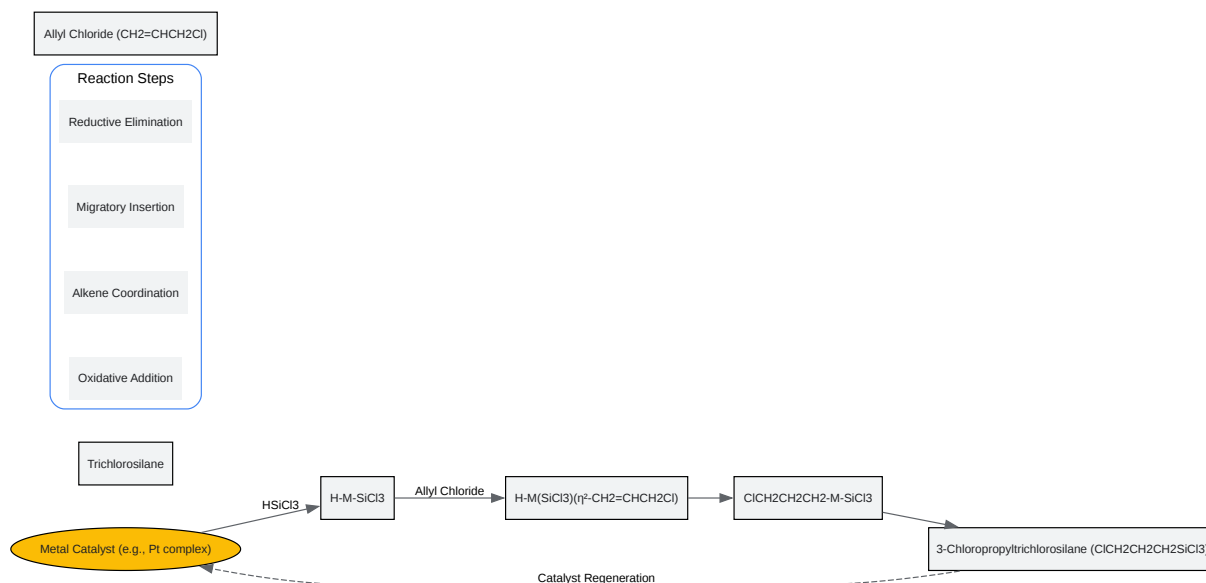 Allyl Chloride (CH2=CHCH2Cl)
Reaction Steps
Reductive Elimination
Migratory Insertion
Alkene Coordination
Oxidative Addition
Trichlorosilane
HSiCl3
H-M-SiCl3
Allyl Chloride
H-M(SiCl3)(η²-CH2=CHCH2Cl)
ClCH2CH2CH2-M-SiCl3
Metal Catalyst (e.g., Pt complex)
3-Chloropropyltrichlorosilane (ClCH2CH2CH2SiCl3)
Catalyst Regeneration